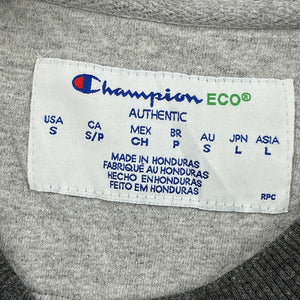 Champion ECO®
AUTHENTIC
USA CA MEX BR AU JPN ASIA
S S/P CH P S L L
MADE IN HONDURAS
FABRIQUÉ AU HONDURAS
HECHO EN HONDURAS
FEITO EM HONDURAS
RPC